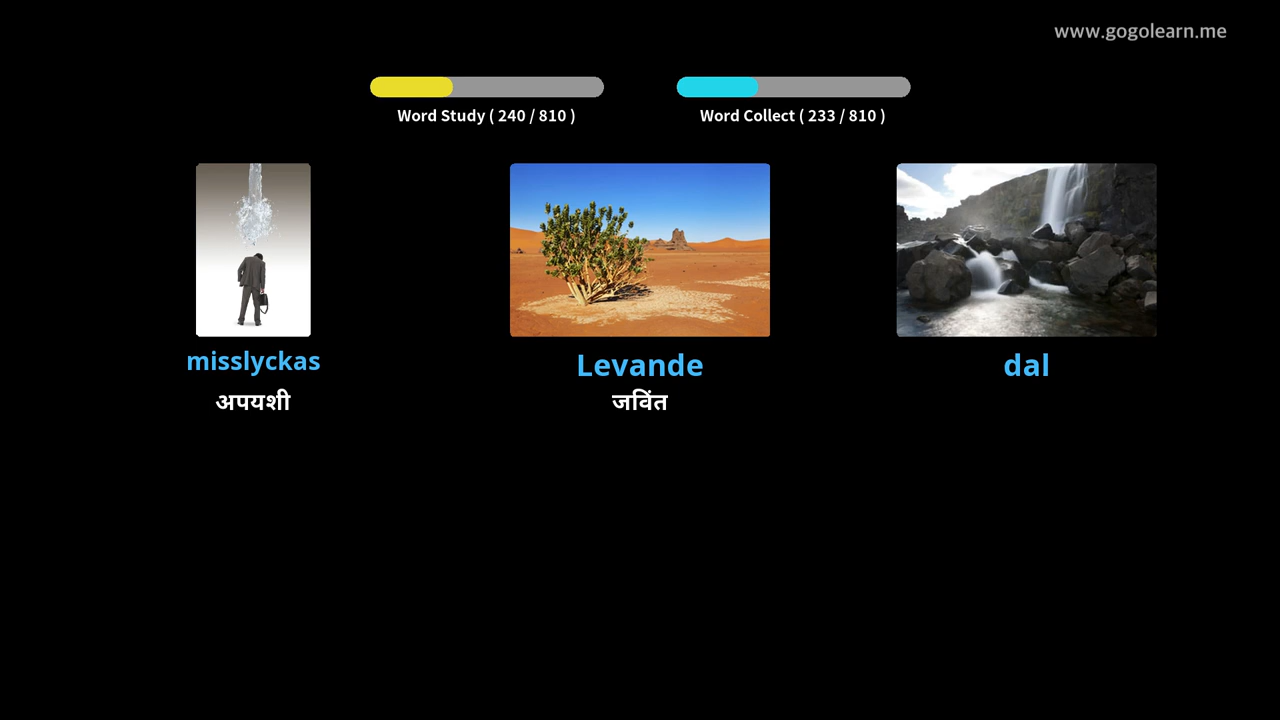 www.gogolearn.me
Word Study ( 240 / 810 )
Word Collect ( 233 / 810 )
misslyckas
Levande
dal
अपयशी
जविंत